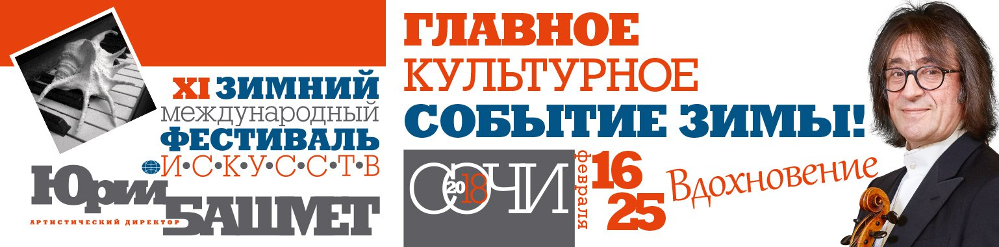 XI ЗИМНИЙ
международный
ФЕСТИВАЛЬ
И•С•К•У•С•С•Т•В
Юрий
БАШМЕТ
АРТИСТИЧЕСКИЙ ДИРЕКТОР
ГЛАВНОЕ
КУЛЬТУРНОЕ
СОБЫТИЕ ЗИМЫ!
СОЧИ
2018
февраля
16
25
Вдохновение